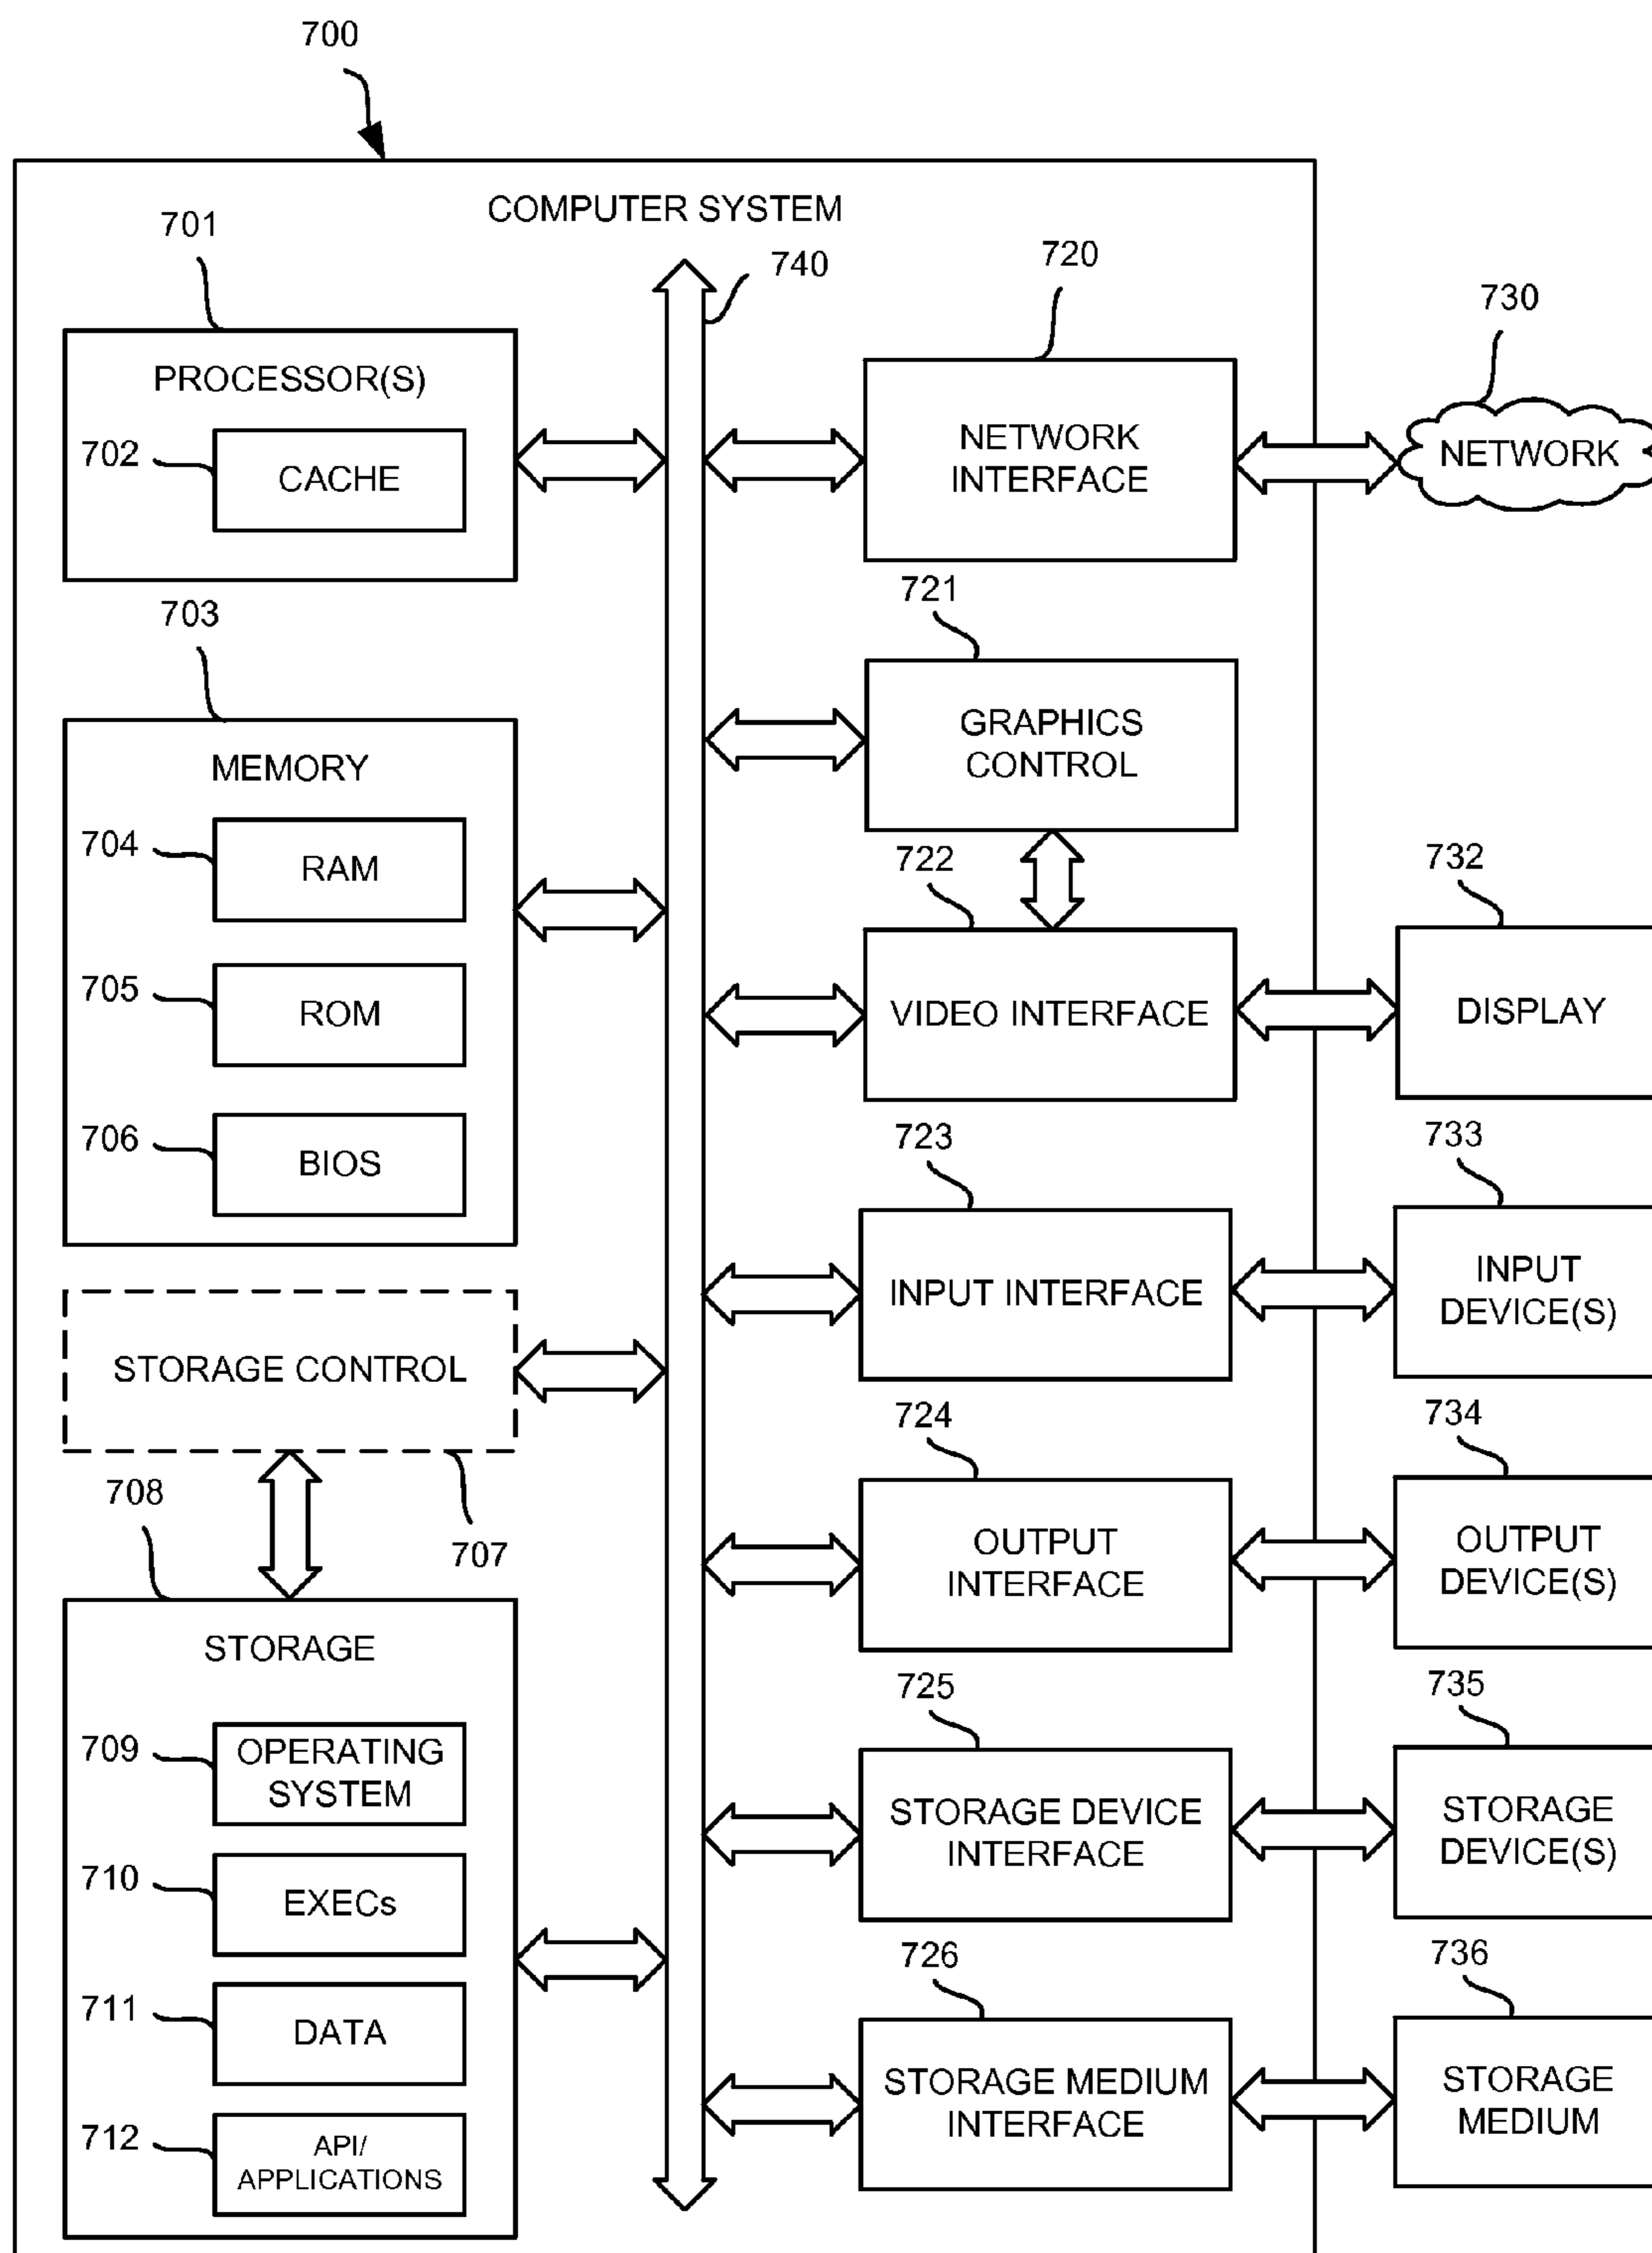 700
COMPUTER SYSTEM
701
740
720
730
PROCESSOR(S)
702
CACHE
NETWORK
INTERFACE
NETWORK
721
703
GRAPHICS
CONTROL
MEMORY
704
RAM
722
732
705
ROM
VIDEO INTERFACE
DISPLAY
706
BIOS
723
733
INPUT INTERFACE
INPUT
DEVICE(S)
STORAGE CONTROL
724
734
708
707
OUTPUT
INTERFACE
OUTPUT
DEVICE(S)
STORAGE
725
735
709
OPERATING
SYSTEM
STORAGE DEVICE
INTERFACE
STORAGE
DEVICE(S)
710
EXECs
726
736
711
DATA
STORAGE MEDIUM
INTERFACE
STORAGE
MEDIUM
712
API/
APPLICATIONS